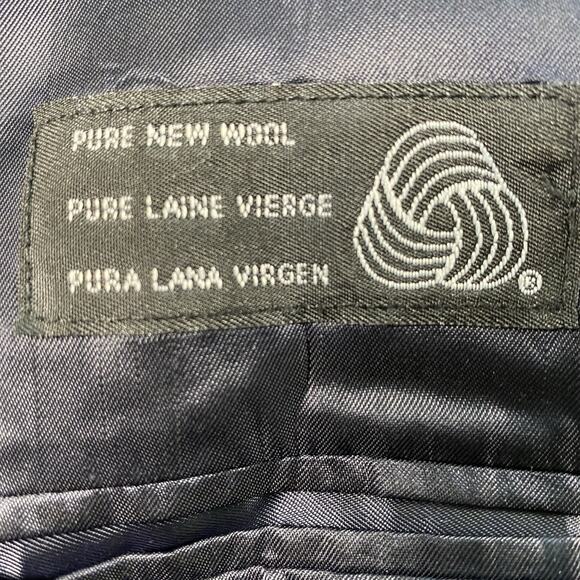 PURE NEW WOOL
PURE LAINE VIERGE
PURA LANA VIRGEN
®